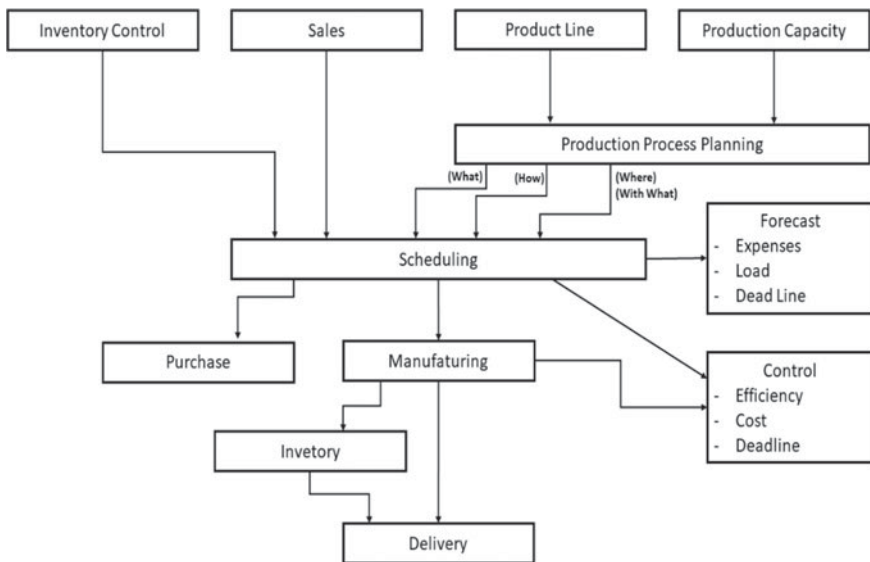 Inventory Control
Sales
Product Line
Production Capacity
Production Process Planning
(What)
(How)
(Where)
(With What)
Scheduling
Forecast
- Expenses
- Load
- Dead Line
Purchase
Manufaturing
Control
- Efficiency
- Cost
- Deadline
Invetory
Delivery